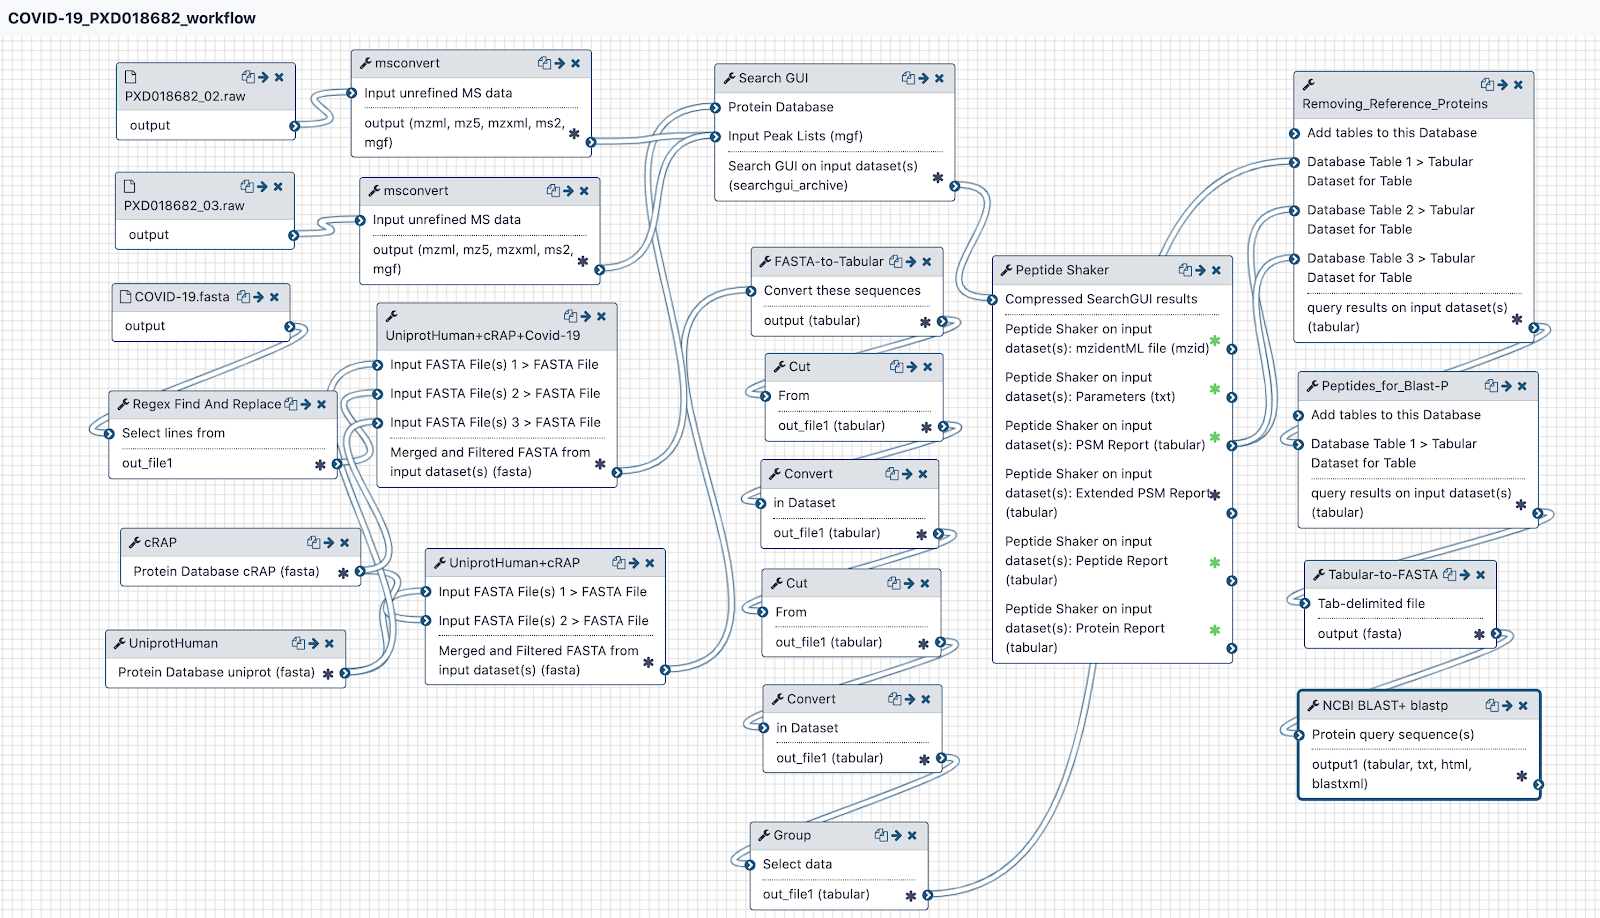 COVID-19_PXD018682_workflow
PXD018682_02.raw
output
msconvert
Input unrefined MS data
output (mzml, mz5, mzxml, ms2,
mgf)
PXD018682_03.raw
output
msconvert
Input unrefined MS data
output (mzml, mz5, mzxml, ms2,
mgf)
COVID-19.fasta
output
Regex Find And Replace
Select lines from
out_file1
cRAP
Protein Database cRAP (fasta)
UniprotHuman
Protein Database uniprot (fasta)
UniprotHuman+cRAP+Covid-19
Input FASTA File(s) 1 > FASTA File
Input FASTA File(s) 2 > FASTA File
Input FASTA File(s) 3 > FASTA File
Merged and Filtered FASTA from
input dataset(s) (fasta)
UniprotHuman+cRAP
Input FASTA File(s) 1 > FASTA File
Input FASTA File(s) 2 > FASTA File
Merged and Filtered FASTA from
input dataset(s) (fasta)
Search GUI
Protein Database
Input Peak Lists (mgf)
Search GUI on input dataset(s)
(searchgui_archive)
FASTA-to-Tabular
Convert these sequences
output (tabular)
Cut
From
out_file1 (tabular)
Convert
in Dataset
out_file1 (tabular)
Cut
From
out_file1 (tabular)
Convert
in Dataset
out_file1 (tabular)
Group
Select data
out_file1 (tabular)
Peptide Shaker
Compressed SearchGUI results
Peptide Shaker on input
dataset(s): mzidentML file (mzid)
Peptide Shaker on input
dataset(s): Parameters (txt)
Peptide Shaker on input
dataset(s): PSM Report (tabular)
Peptide Shaker on input
dataset(s): Extended PSM Report
(tabular)
Peptide Shaker on input
dataset(s): Peptide Report
(tabular)
Peptide Shaker on input
dataset(s): Protein Report
(tabular)
Removing_Reference_Proteins
Add tables to this Database
Database Table 1 > Tabular
Dataset for Table
Database Table 2 > Tabular
Dataset for Table
Database Table 3 > Tabular
Dataset for Table
query results on input dataset(s)
(tabular)
Peptides_for_Blast-P
Add tables to this Database
Database Table 1 > Tabular
Dataset for Table
query results on input dataset(s)
(tabular)
Tabular-to-FASTA
Tab-delimited file
output (fasta)
NCBI BLAST+ blastp
Protein query sequence(s)
output1 (tabular, txt, html,
blastxml)